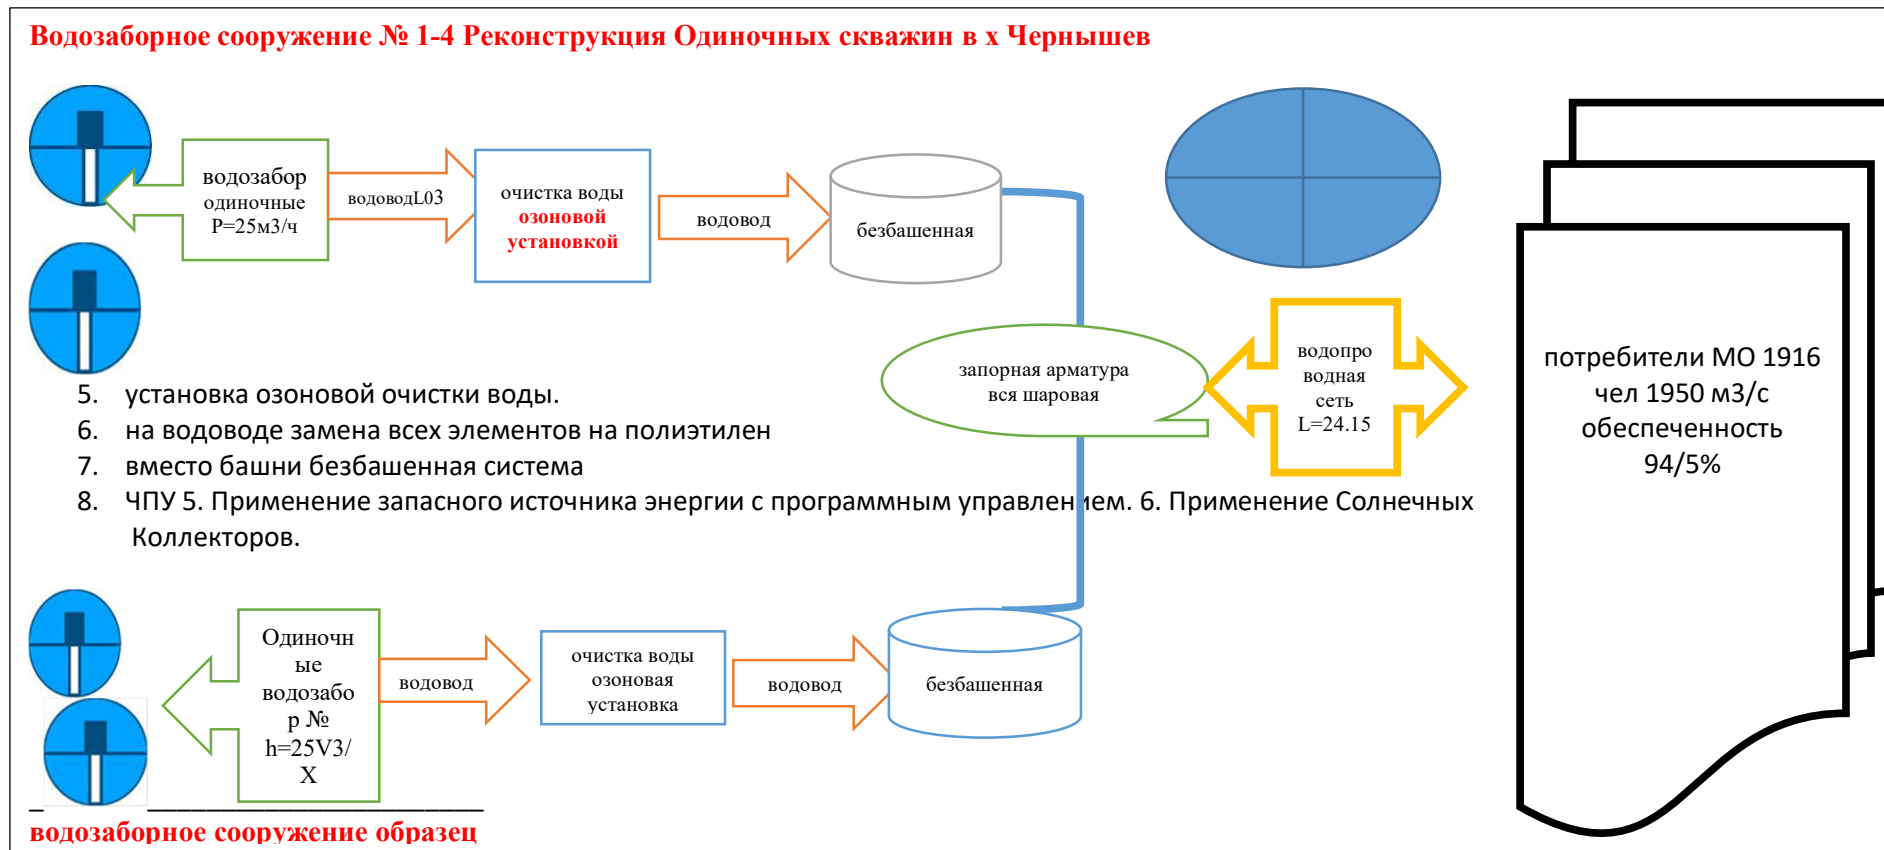 Водозаборное сооружение № 1-4 Реконструкция Одиночных скважин в х Чернышев
водозабор
одиночные
Р=25м3/ч
водоводL03
очистка воды
озоновой
установкой
водовод
безбашенная
запорная арматура
вся шаровая
водопро
водная
сеть
L=24.15
потребители МО 1916
чел 1950 м3/с
обеспеченность
94/5%
5. установка озоновой очистки воды.
6. на водоводе замена всех элементов на полиэтилен
7. вместо башни безбашенная система
8. ЧПУ 5. Применение запасного источника энергии с программным управлением. 6. Применение Солнечных
Коллекторов.
Одиночн
ые
водозабо
р №
h=25V3/
X
водовод
очистка воды
озоновая
установка
водовод
безбашенная
водозаборное сооружение образец